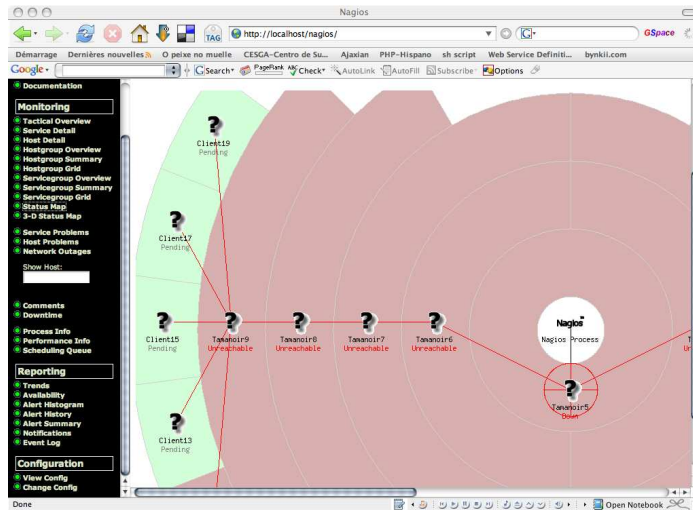 Nagios
TAG
http://localhost/nagios/
G
GSpace
Démarrage Dernières nouvelles O peixe no muelle CESGA-Centro de Su... Ajaxian PHP-Hispano sh script Web Service Definiti... bynkii.com
Google
G Search
PageRank
ABC Check
AutoLink
AutoFill
Subscribe
Options
Documentation
Monitoring
Tactical Overview
Service Detail
Host Detail
Hostgroup Overview
Hostgroup Summary
Hostgroup Grid
Servicegroup Overview
Servicegroup Summary
Servicegroup Grid
Status Map
3-D Status Map
Service Problems
Host Problems
Network Outages
Show Host:
Comments
Downtime
Process Info
Performance Info
Scheduling Queue
Reporting
Trends
Availability
Alert Histogram
Alert History
Alert Summary
Notifications
Event Log
Configuration
View Config
Change Config
?
Client19
Pending
?
Client17
Pending
?
Client15
Pending
?
Tamanoir9
Unreachable
?
Tamanoir8
Unreachable
?
Tamanoir7
Unreachable
?
Tamanoir6
Unreachable
Nagios
Nagios Process
T
Un
?
Tamanoir5
Down
?
Client13
Pending
Done
Open Notebook